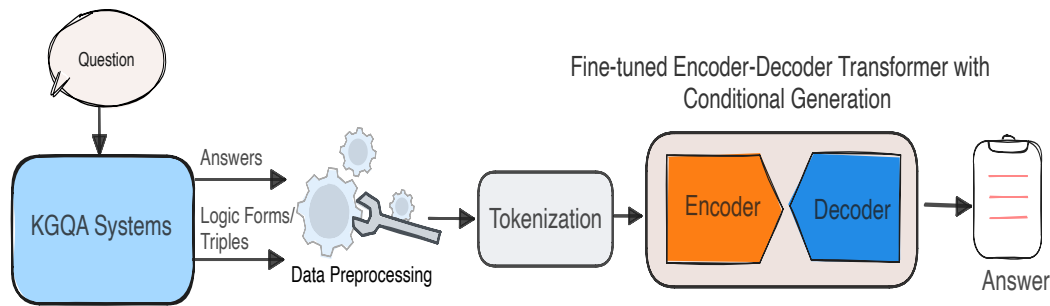 Question
KGQA Systems
Answers
Logic Forms/
Triples
Data Preprocessing
Tokenization
Fine-tuned Encoder-Decoder Transformer with
Conditional Generation
Encoder
Decoder
Answer